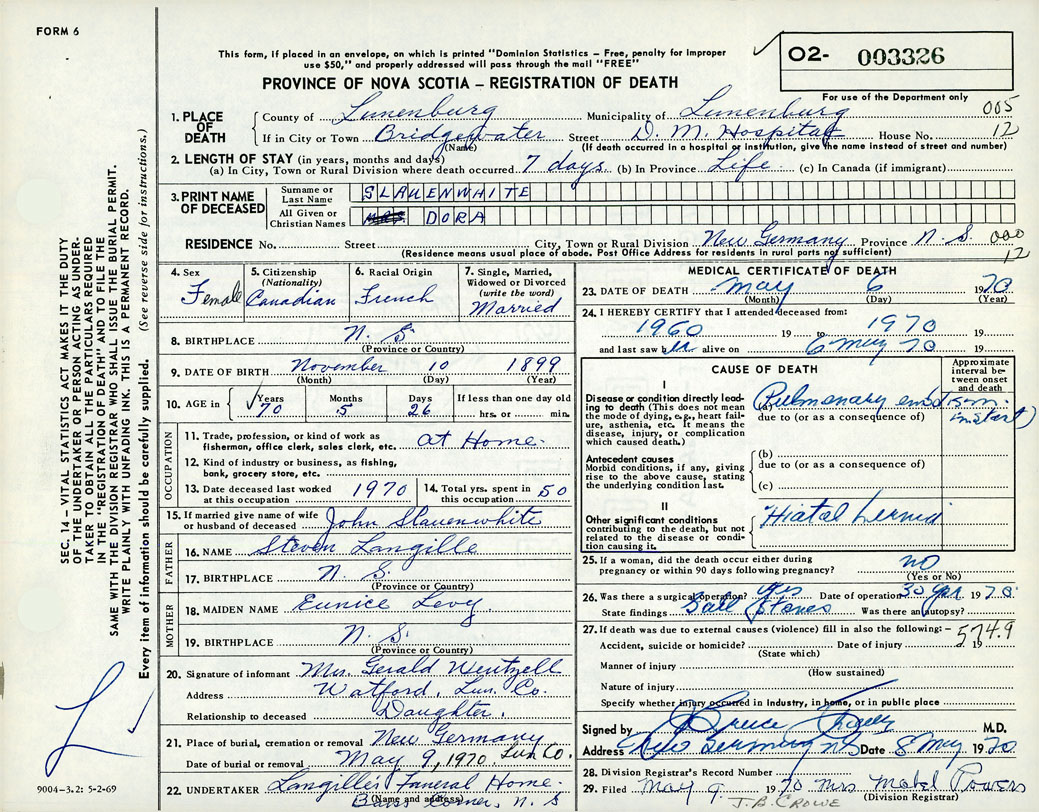 FORM 6
This form, if placed in an envelope, on which is printed "Dominion Statistics – Free, penalty for improper
use $50," and properly addressed will pass through the mail "FREE"
O2- 003326
For use of the Department only
PROVINCE OF NOVA SCOTIA – REGISTRATION OF DEATH
1. PLACE OF DEATH
County of Lunenburg Municipality of Lunenburg 005
If in City or Town Bridgewater Street D. M. Hospital House No. 12
(Name) (If death occurred in a hospital or institution, give the name instead of street and number)
2. LENGTH OF STAY (in years, months and days)
(a) In City, Town or Rural Division where death occurred 7 days (b) In Province Life (c) In Canada (if immigrant)
3. PRINT NAME OF DECEASED
Surname or Last Name SLAUENWHITE
All Given or Christian Names DORA
RESIDENCE No. Street City, Town or Rural Division New Germany Province N. S 000
(Residence means usual place of abode. Post Office Address for residents in rural parts not sufficient) 12
4. Sex Female
5. Citizenship (Nationality) Canadian
6. Racial Origin French
7. Single, Married, Widowed or Divorced (write the word) Married
8. BIRTHPLACE N. S.
(Province or Country)
9. DATE OF BIRTH November 10 1899
(Month) (Day) (Year)
10. AGE in Years 70 Months 5 Days 26 If less than one day old
hrs. or min.
OCCUPATION
11. Trade, profession, or kind of work as fisherman, office clerk, sales clerk, etc. at Home.
12. Kind of industry or business, as fishing, bank, grocery store, etc.
13. Date deceased last worked at this occupation 1970
14. Total yrs. spent in this occupation 50
15. If married give name of wife or husband of deceased John Slauenwhite
FATHER
16. NAME Steven Langille
17. BIRTHPLACE N. S.
(Province or Country)
MOTHER
18. MAIDEN NAME Eunice Levy
19. BIRTHPLACE N. S.
(Province or Country)
20. Signature of informant Mrs. Gerald Wentzell
Address Watford, Lun. Co.
Relationship to deceased Daughter.
21. Place of burial, cremation or removal New Germany
Date of burial or removal May 9, 1970 Lun Co.
22. UNDERTAKER Langille's Funeral Home.
(Name and address) Corner, N. S
MEDICAL CERTIFICATE OF DEATH
23. DATE OF DEATH May 6 1970
(Month) (Day) (Year)
24. I HEREBY CERTIFY that I attended deceased from:
1960 19 to 1970 19
and last saw her alive on 6 May 70 19
CAUSE OF DEATH
Approximate interval between onset and death
I
Disease or condition directly leading to death (This does not mean the mode of dying, e.g., heart failure, asthenia, etc. It means the disease, injury, or complication which caused death.)
(a) Pulmonary embolism
due to (or as a consequence of)
instant)
Antecedent causes
Morbid conditions, if any, giving rise to the above cause, stating the underlying condition last.
(b)
due to (or as a consequence of)
(c)
II
Other significant conditions contributing to the death, but not related to the disease or condition causing it.
Hiatal hernia
25. If a woman, did the death occur either during
pregnancy or within 90 days following pregnancy? no
(Yes or No)
26. Was there a surgical operation? yes Date of operation 30 Apr 1970
State findings Gall Stones Was there an autopsy?
27. If death was due to external causes (violence) fill in also the following: – 574.9
Accident, suicide or homicide? Date of injury 19
(State which)
Manner of injury
(How sustained)
Nature of injury
Specify whether injury occurred in industry, in home, or in public place
Signed by Bruce M.D.
Address New Germany NS Date 8 May 1970
28. Division Registrar's Record Number
29. Filed May 9 1970 Mrs Mabel Powers
(Division Registrar)
J. B. CROWE
9004–3.2: 5-2-69
SEC. 14 – VITAL STATISTICS ACT MAKES IT THE DUTY
OF THE UNDERTAKER OR PERSON ACTING AS UNDER-
TAKER TO OBTAIN ALL THE PARTICULARS REQUIRED
IN THE "REGISTRATION OF DEATH" AND TO FILE THE
SAME WITH THE DIVISION REGISTRAR WHO SHALL ISSUE THE BURIAL PERMIT.
WRITE PLAINLY WITH UNFADING INK. THIS IS A PERMANENT RECORD.
Every item of information should be carefully supplied. (See reverse side for instructions.)